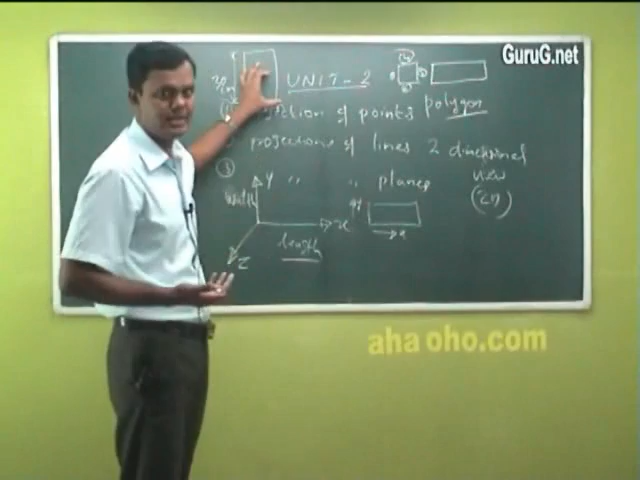 GuruG.net
UNIT-2
(1) of points polygon
projections of lines 2 dimensional
view
(3) " " planes
(2D)
Y
x
length
Z
aha oho.com